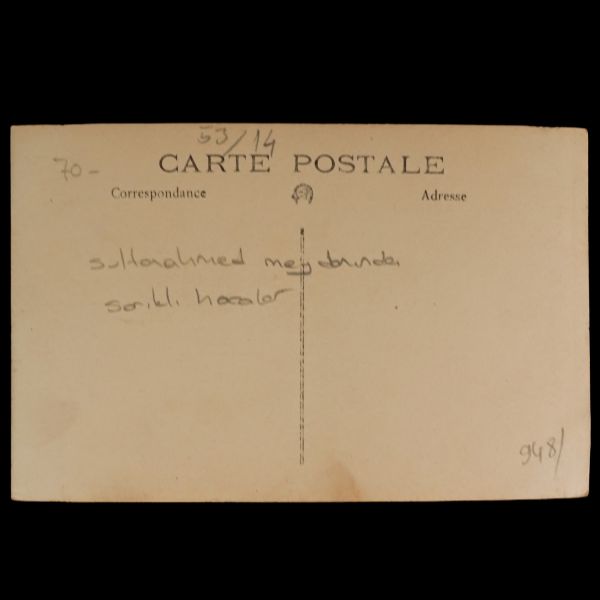 53/14
70-
CARTE POSTALE
Correspondance
Adresse
Sultanahmed meydanında
sarıklı hocalar
948/